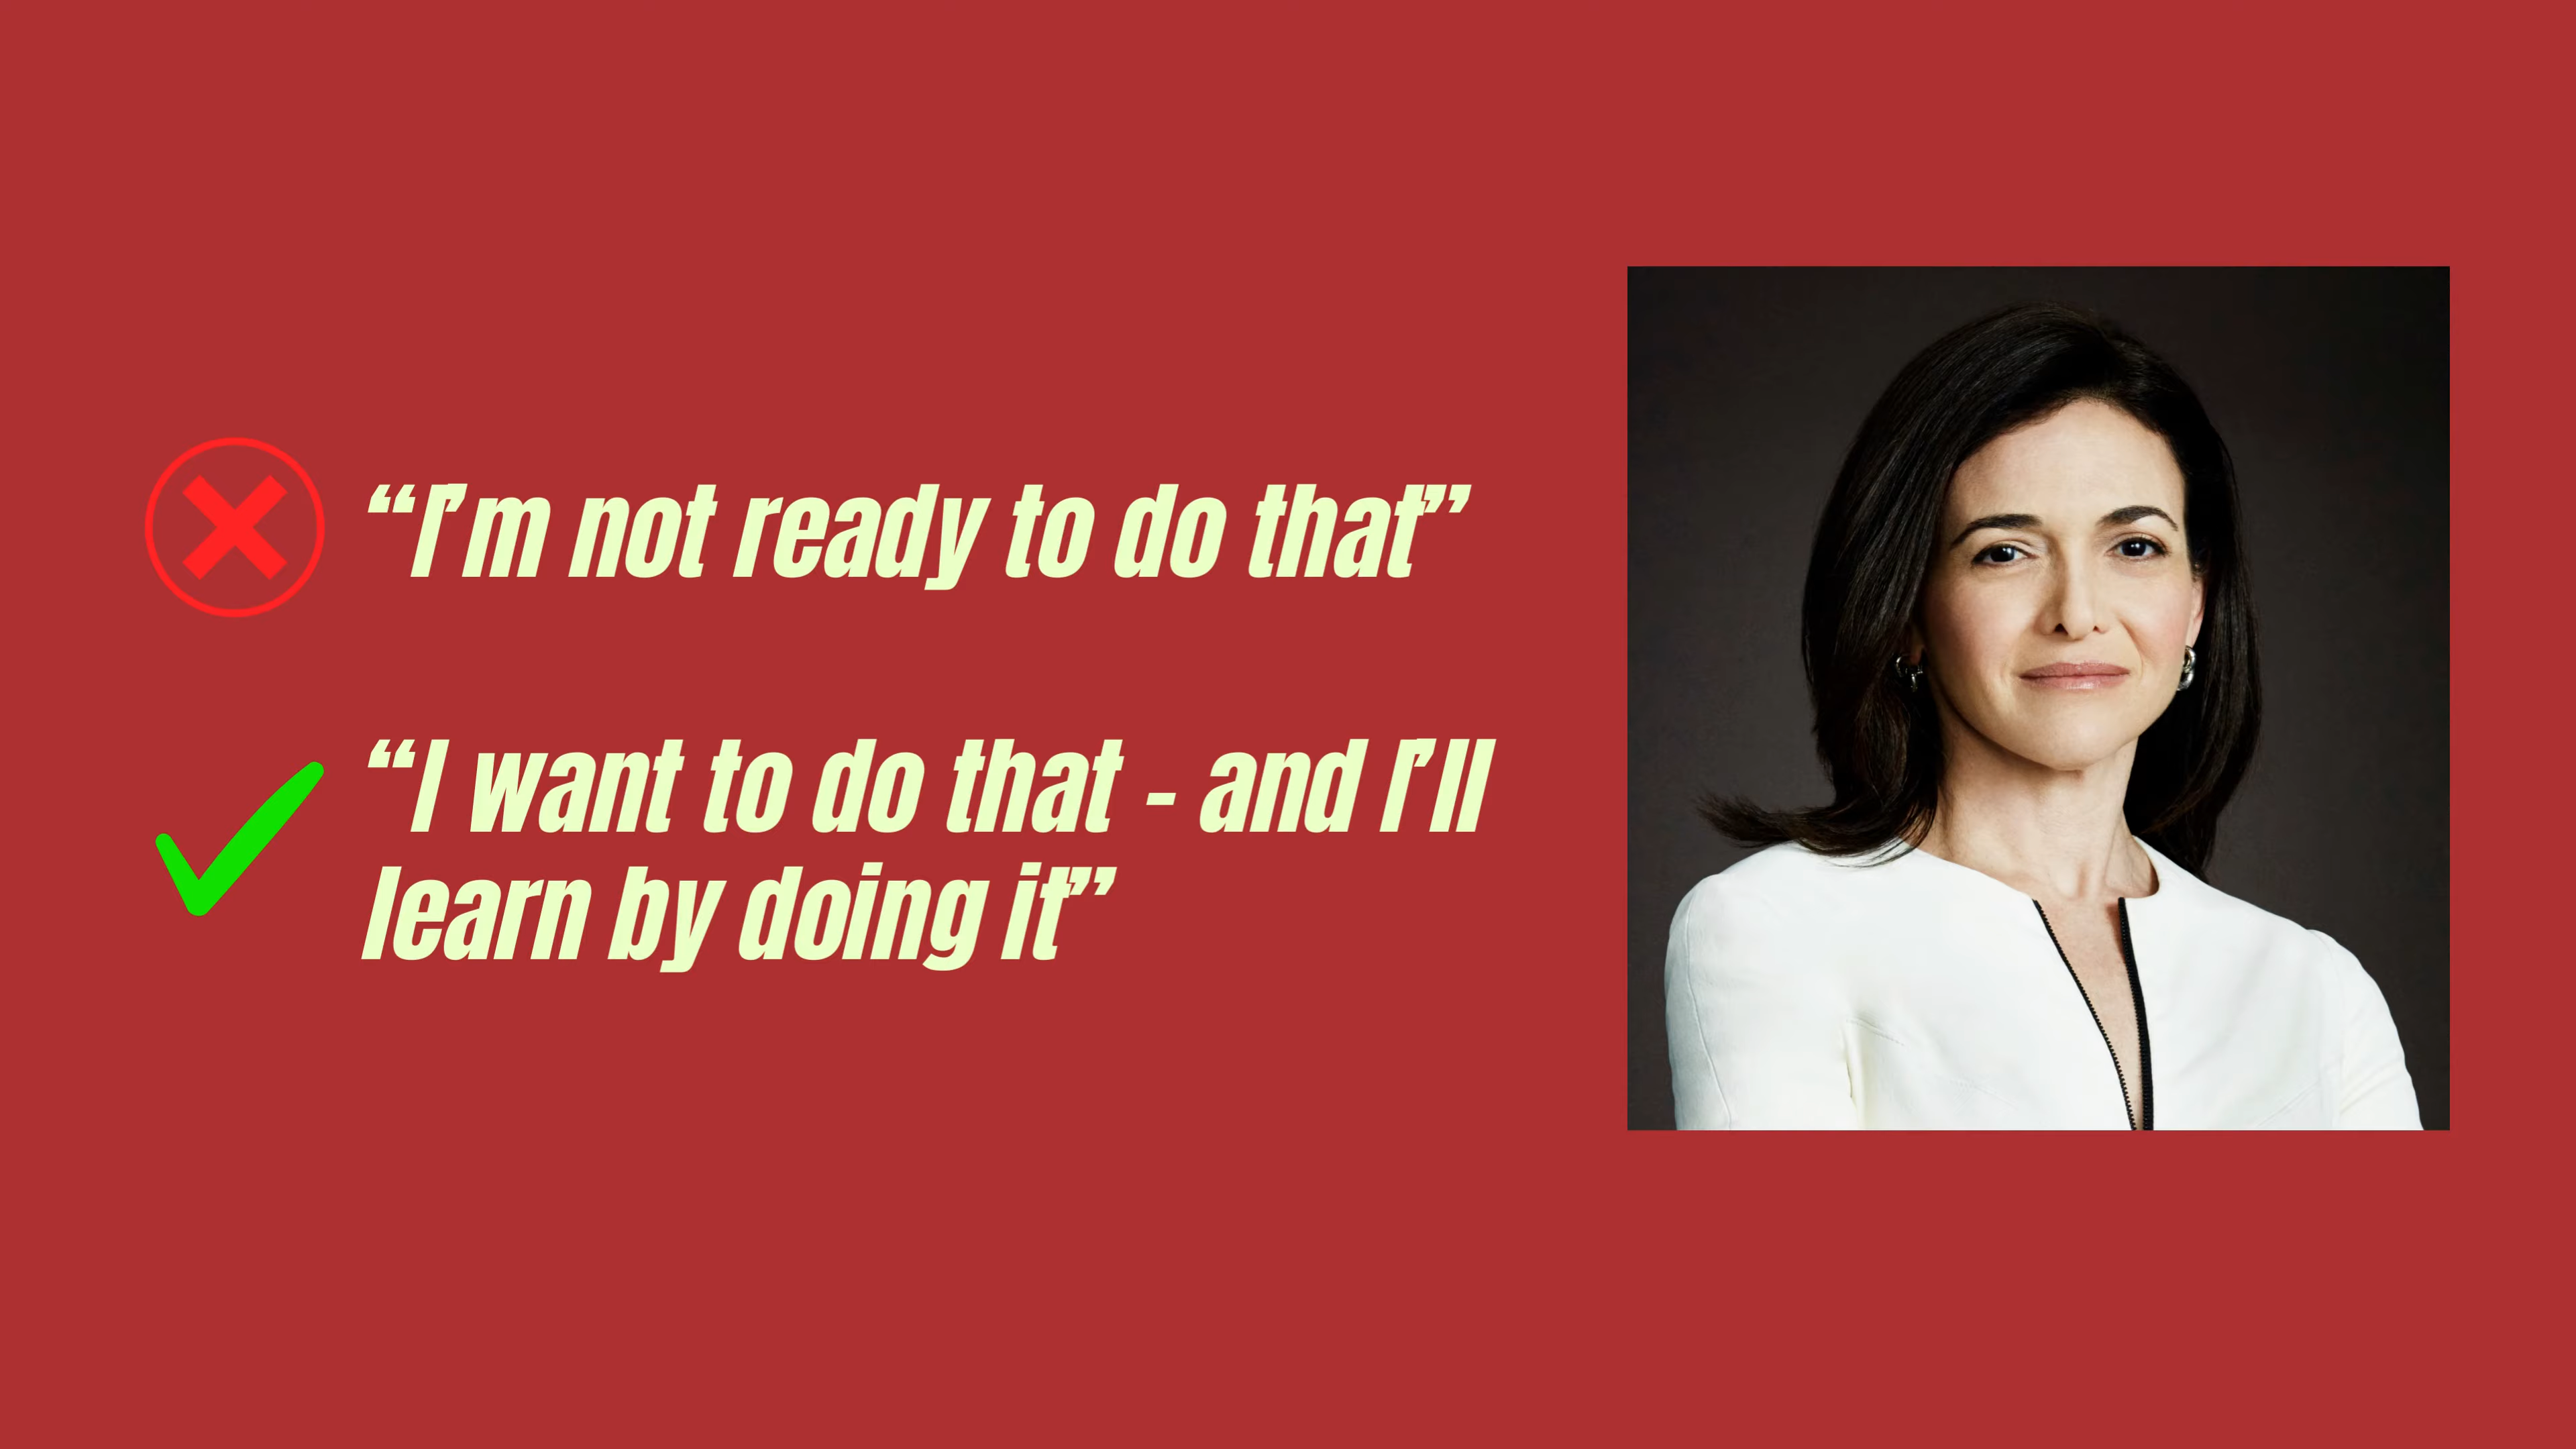 “I’m not ready to do that”
“I want to do that - and I’ll
learn by doing it”